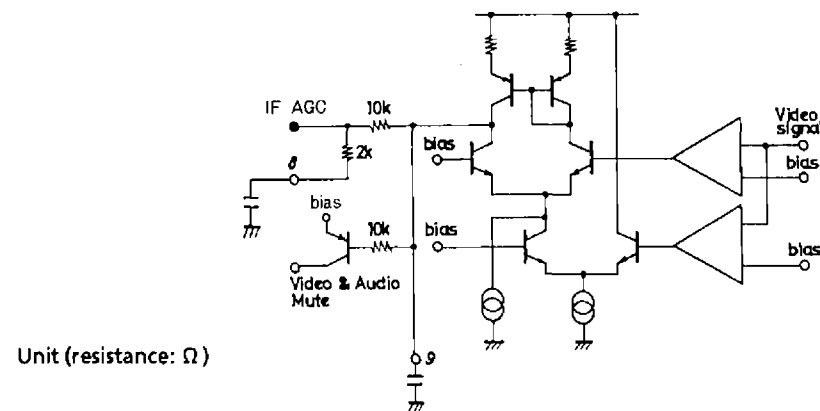 IF AGC
10k
2k
8
bias
Video
signal
bias
bias
10k
bias
bias
Video & Audio
Mute
9
Unit (resistance: Ω)